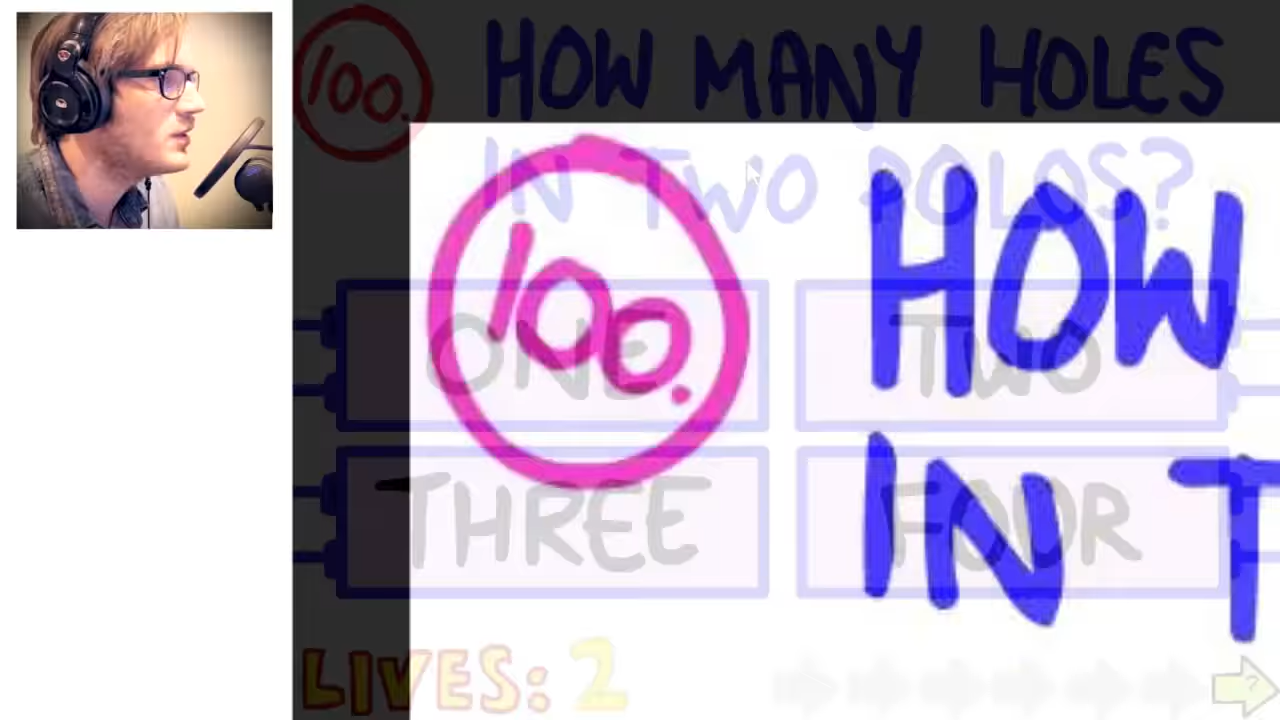 100. HOW MANY HOLES
IN TWO POLOS?
100. HOW
IN T
ONE TWO
THREE FOUR
LIVES: 2
?